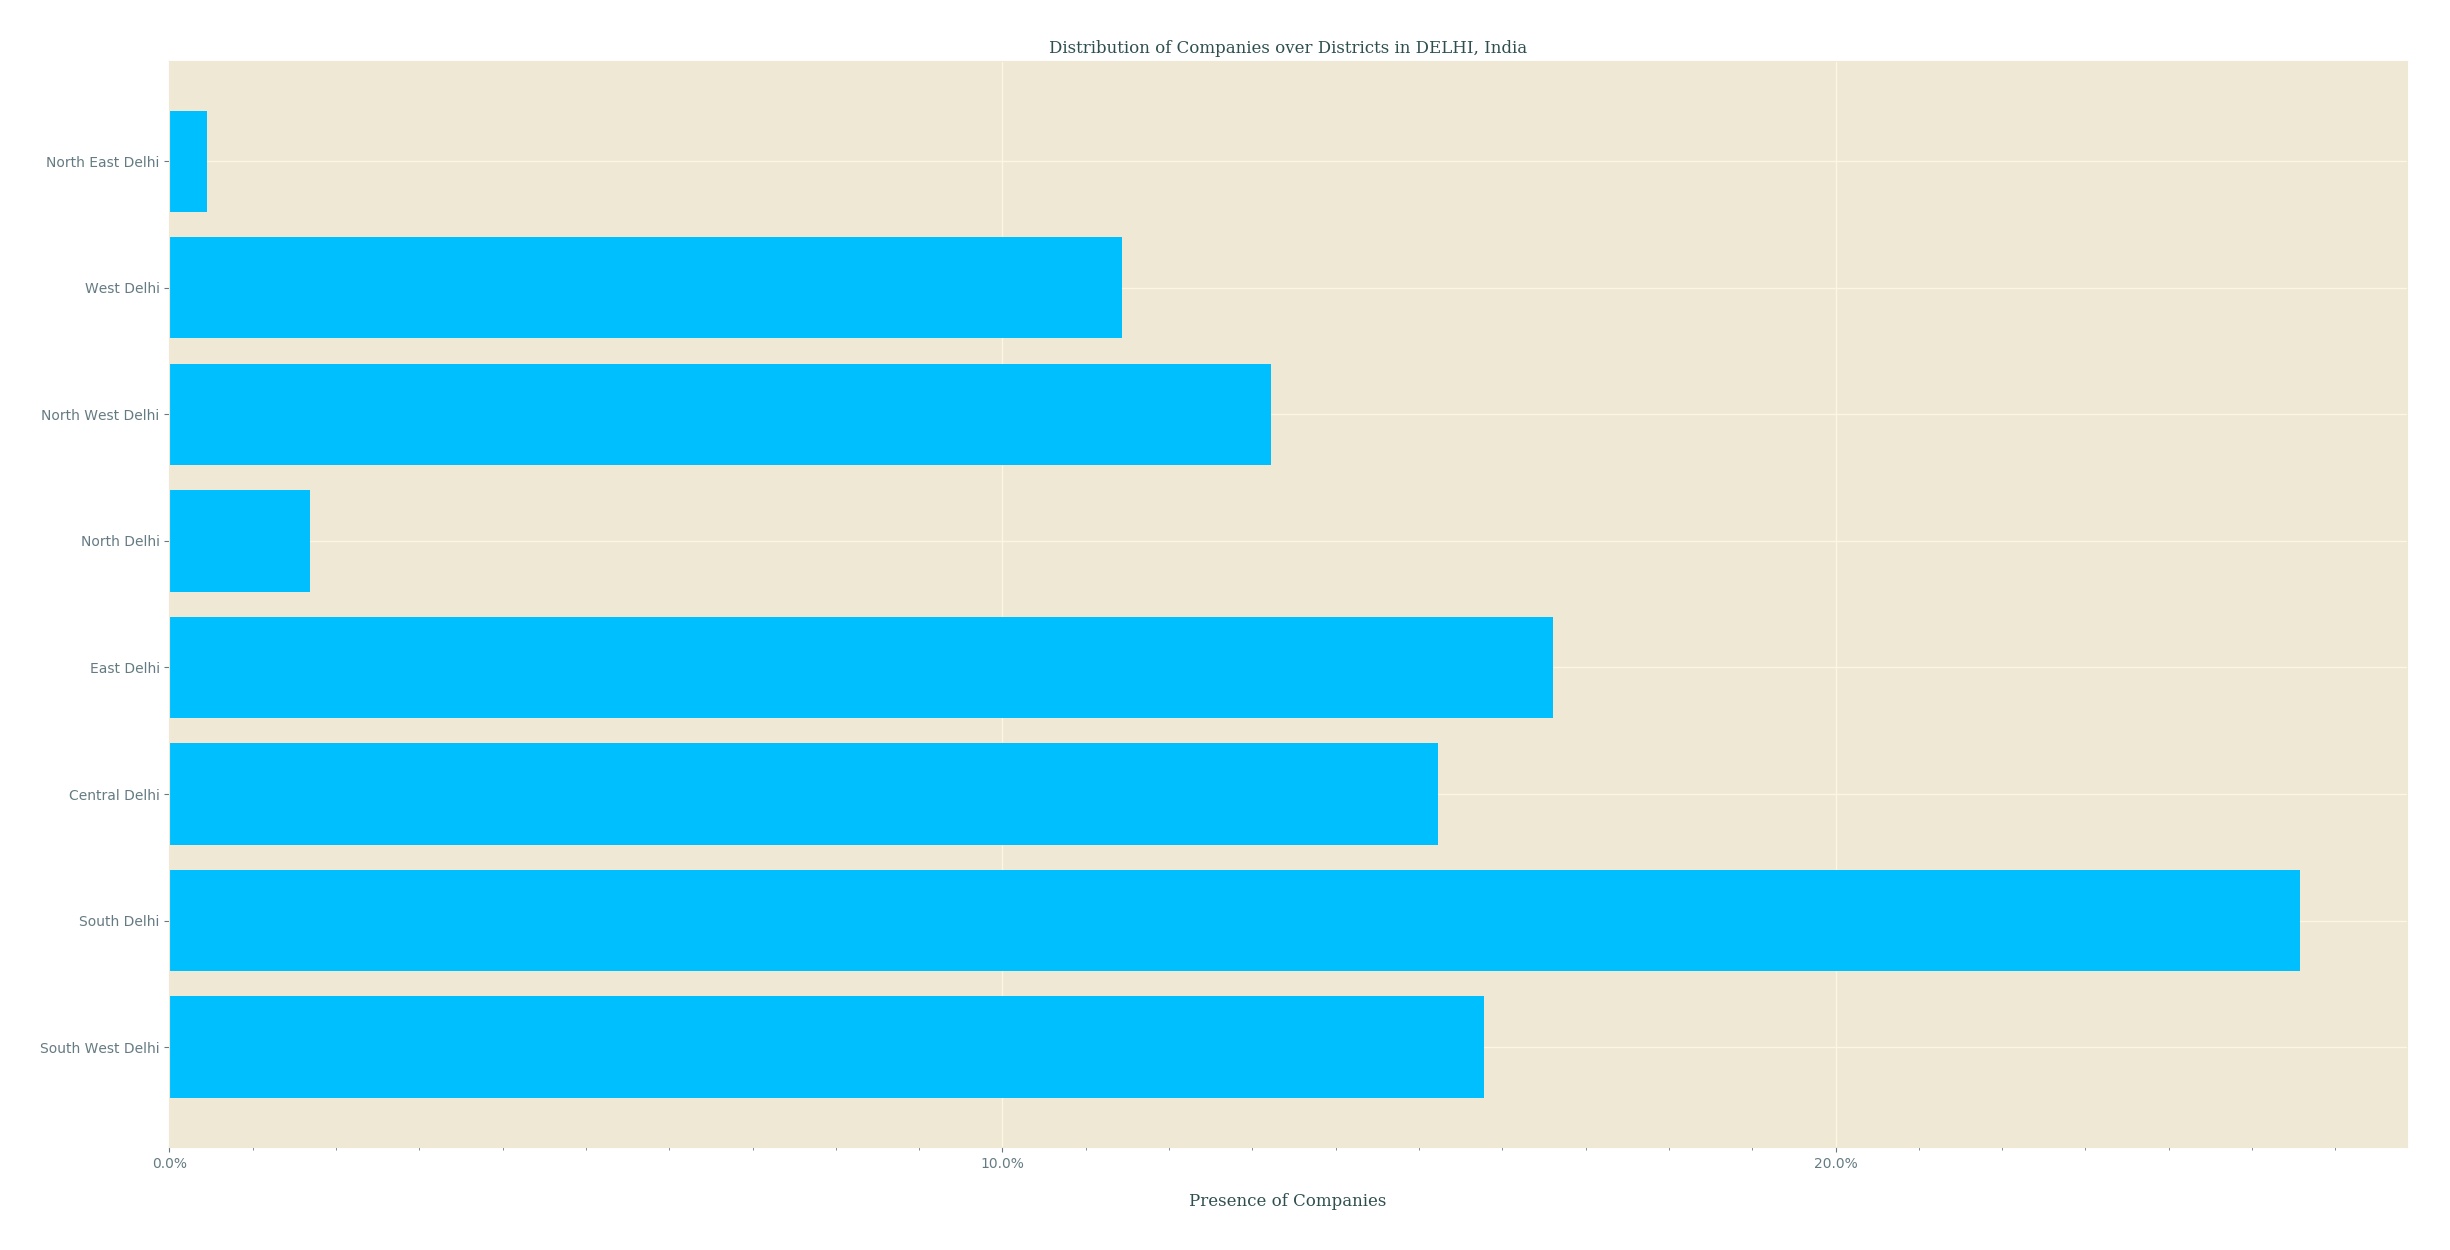 Distribution of Companies over Districts in DELHI, India
North East Delhi
West Delhi
North West Delhi
North Delhi
East Delhi
Central Delhi
South Delhi
South West Delhi
0.0% 10.0% 20.0%
Presence of Companies